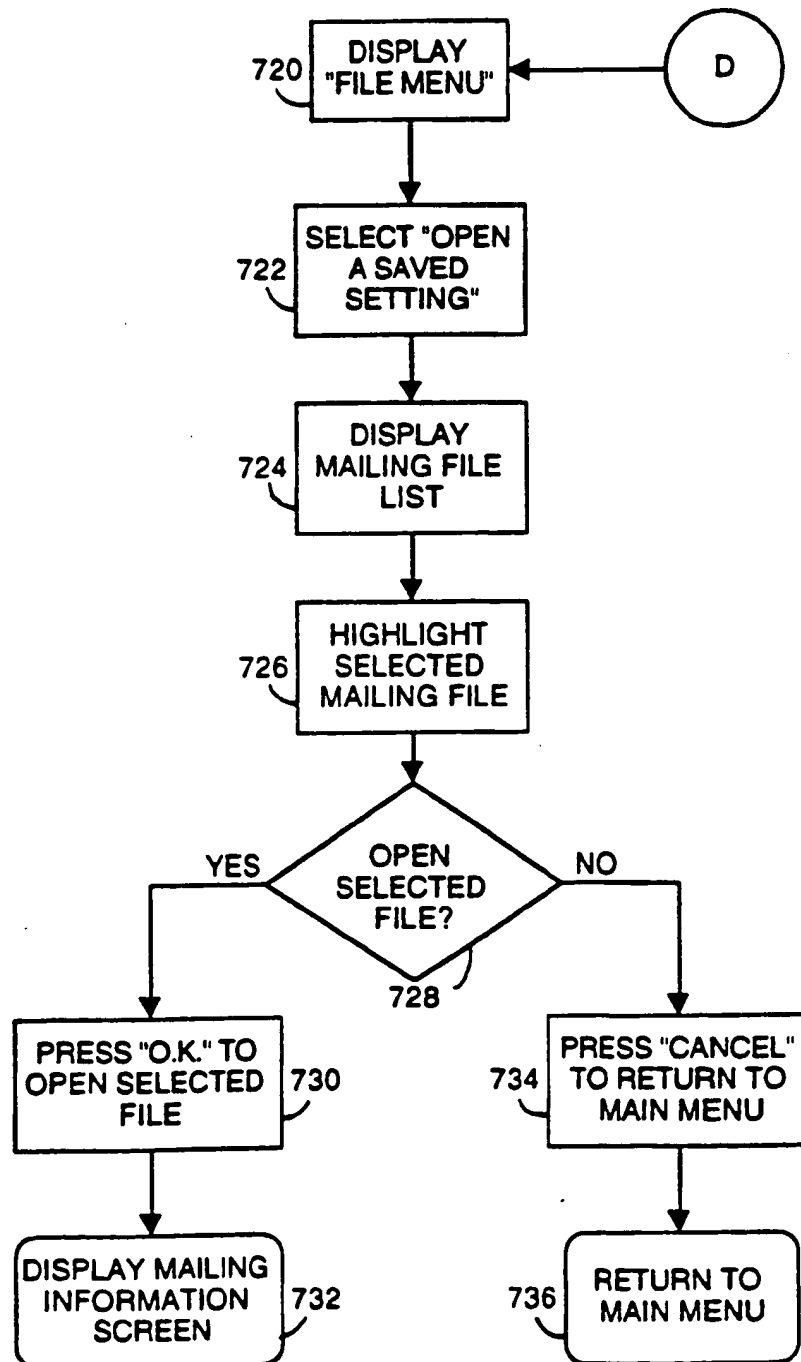 720
DISPLAY
"FILE MENU"
D
722
SELECT "OPEN
A SAVED
SETTING"
724
DISPLAY
MAILING FILE
LIST
726
HIGHLIGHT
SELECTED
MAILING FILE
YES
OPEN
SELECTED
FILE?
NO
728
PRESS "O.K." TO
OPEN SELECTED
FILE
730
734
PRESS "CANCEL"
TO RETURN TO
MAIN MENU
DISPLAY MAILING
INFORMATION
SCREEN
732
736
RETURN TO
MAIN MENU